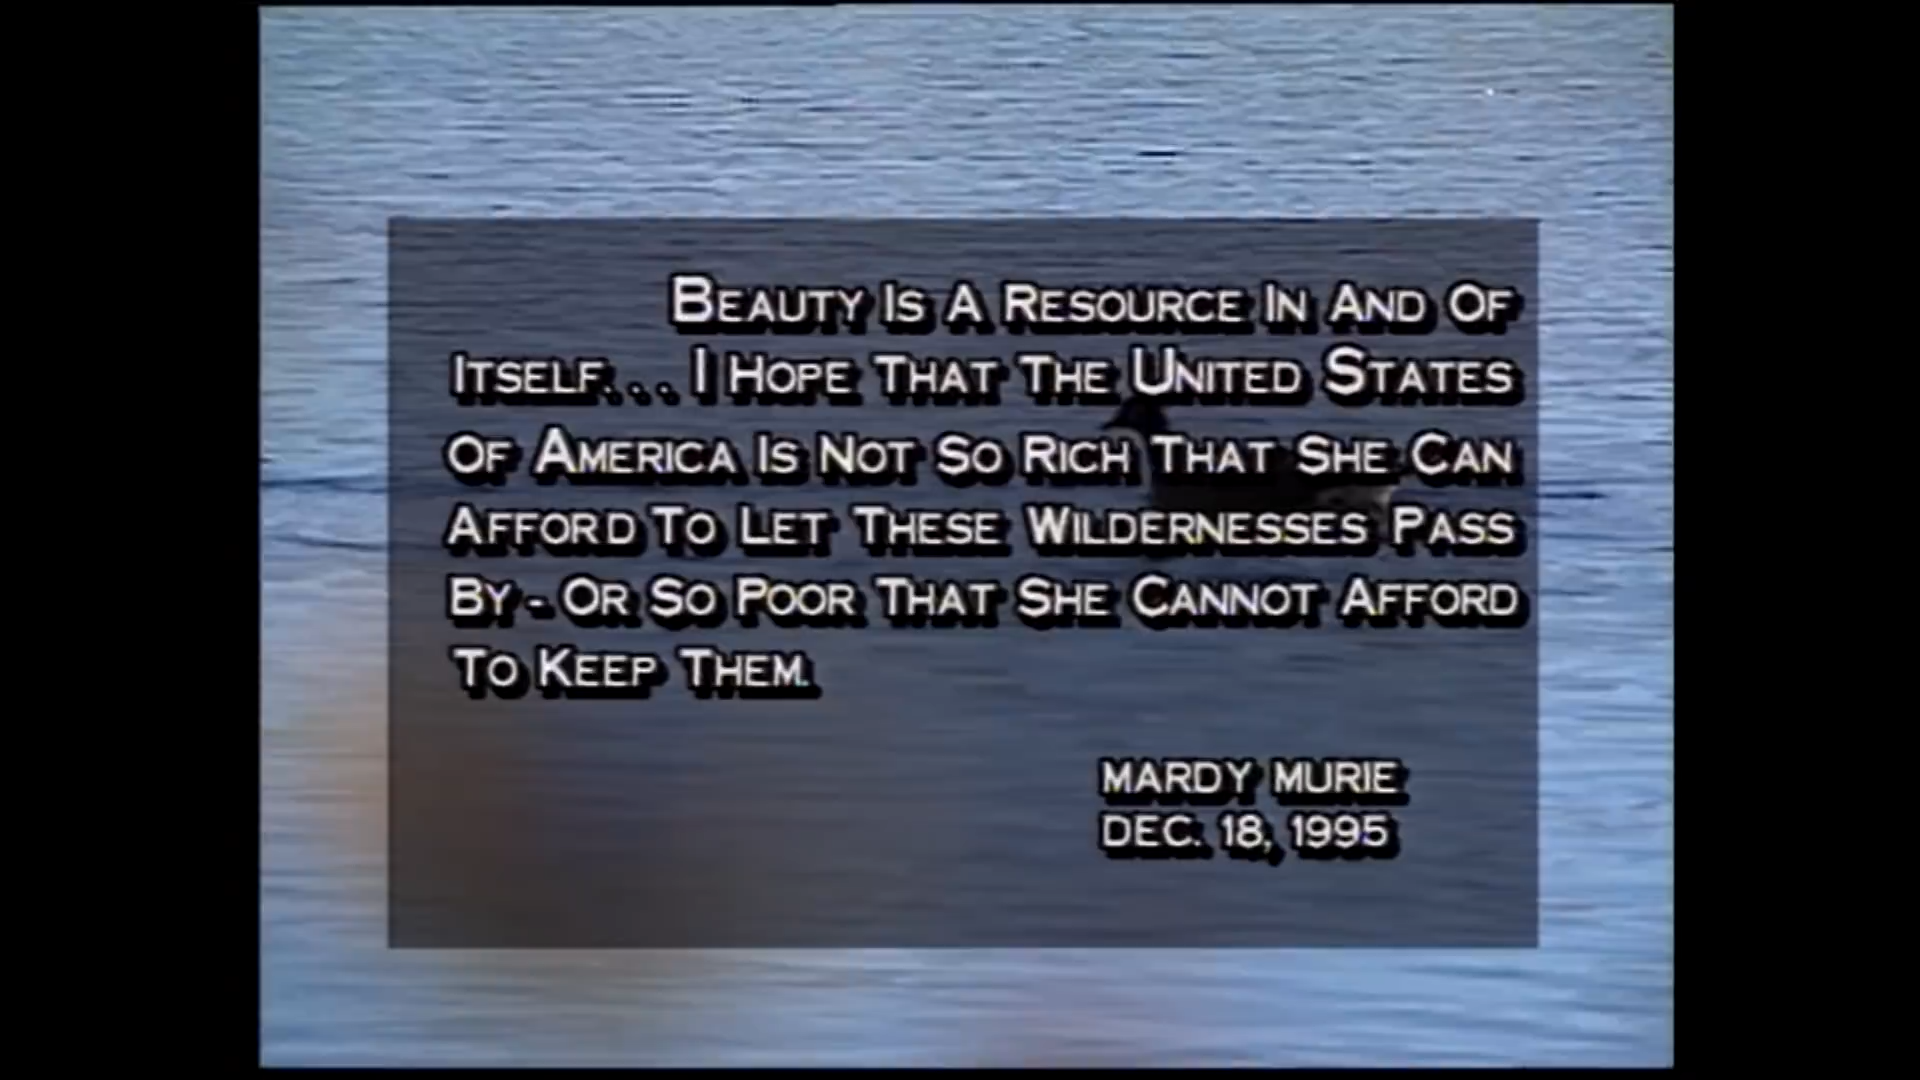 BEAUTY IS A RESOURCE IN AND OF
ITSELF. . . I HOPE THAT THE UNITED STATES
OF AMERICA IS NOT SO RICH THAT SHE CAN
AFFORD TO LET THESE WILDERNESSES PASS
BY - OR SO POOR THAT SHE CANNOT AFFORD
TO KEEP THEM.
MARDY MURIE
DEC. 18, 1995